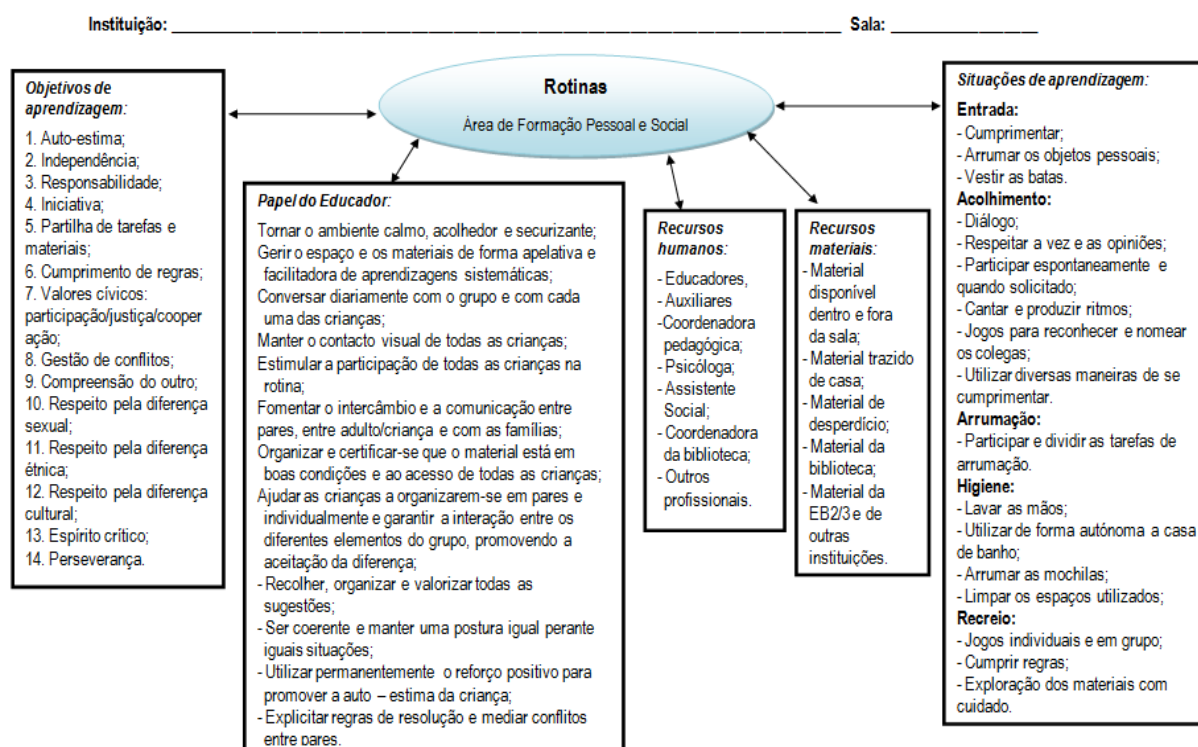 Instituição: Sala:
Rotinas
Área de Formação Pessoal e Social
Objetivos de
aprendizagem:
1. Auto-estima;
2. Independência;
3. Responsabilidade;
4. Iniciativa;
5. Partilha de tarefas e
materiais;
6. Cumprimento de regras;
7. Valores cívicos:
participação/justiça/cooper
ação;
8. Gestão de conflitos;
9. Compreensão do outro;
10. Respeito pela diferença
sexual;
11. Respeito pela diferença
étnica;
12. Respeito pela diferença
cultural;
13. Espírito crítico;
14. Perseverança.
Papel do Educador:
Tornar o ambiente calmo, acolhedor e securizante;
Gerir o espaço e os materiais de forma apelativa e
facilitadora de aprendizagens sistemáticas;
Conversar diariamente com o grupo e com cada
uma das crianças;
Manter o contacto visual de todas as crianças;
Estimular a participação de todas as crianças na
rotina;
Fomentar o intercâmbio e a comunicação entre
pares, entre adulto/criança e com as famílias;
Organizar e certificar-se que o material está em
boas condições e ao acesso de todas as crianças;
Ajudar as crianças a organizarem-se em pares e
individualmente e garantir a interação entre os
diferentes elementos do grupo, promovendo a
aceitação da diferença;
- Recolher, organizar e valorizar todas as
sugestões;
- Ser coerente e manter uma postura igual perante
iguais situações;
- Utilizar permanentemente o reforço positivo para
promover a auto – estima da criança;
- Explicitar regras de resolução e mediar conflitos
entre pares.
Recursos
humanos:
- Educadores,
- Auxiliares
-Coordenadora
pedagógica;
- Psicóloga;
- Assistente
Social;
- Coordenadora
da biblioteca;
- Outros
profissionais.
Recursos
materiais:
- Material
disponível
dentro e fora
da sala;
- Material trazido
de casa;
- Material de
desperdício;
- Material da
biblioteca;
- Material da
EB2/3 e de
outras
instituições.
Situações de aprendizagem:
Entrada:
- Cumprimentar;
- Arrumar os objetos pessoais;
- Vestir as batas.
Acolhimento:
- Diálogo;
- Respeitar a vez e as opiniões;
- Participar espontaneamente e
quando solicitado;
- Cantar e produzir ritmos;
- Jogos para reconhecer e nomear
os colegas;
- Utilizar diversas maneiras de se
cumprimentar.
Arrumação:
- Participar e dividir as tarefas de
arrumação.
Higiene:
- Lavar as mãos;
- Utilizar de forma autónoma a casa
de banho;
- Arrumar as mochilas;
- Limpar os espaços utilizados;
Recreio:
- Jogos individuais e em grupo;
- Cumprir regras;
- Exploração dos materiais com
cuidado.